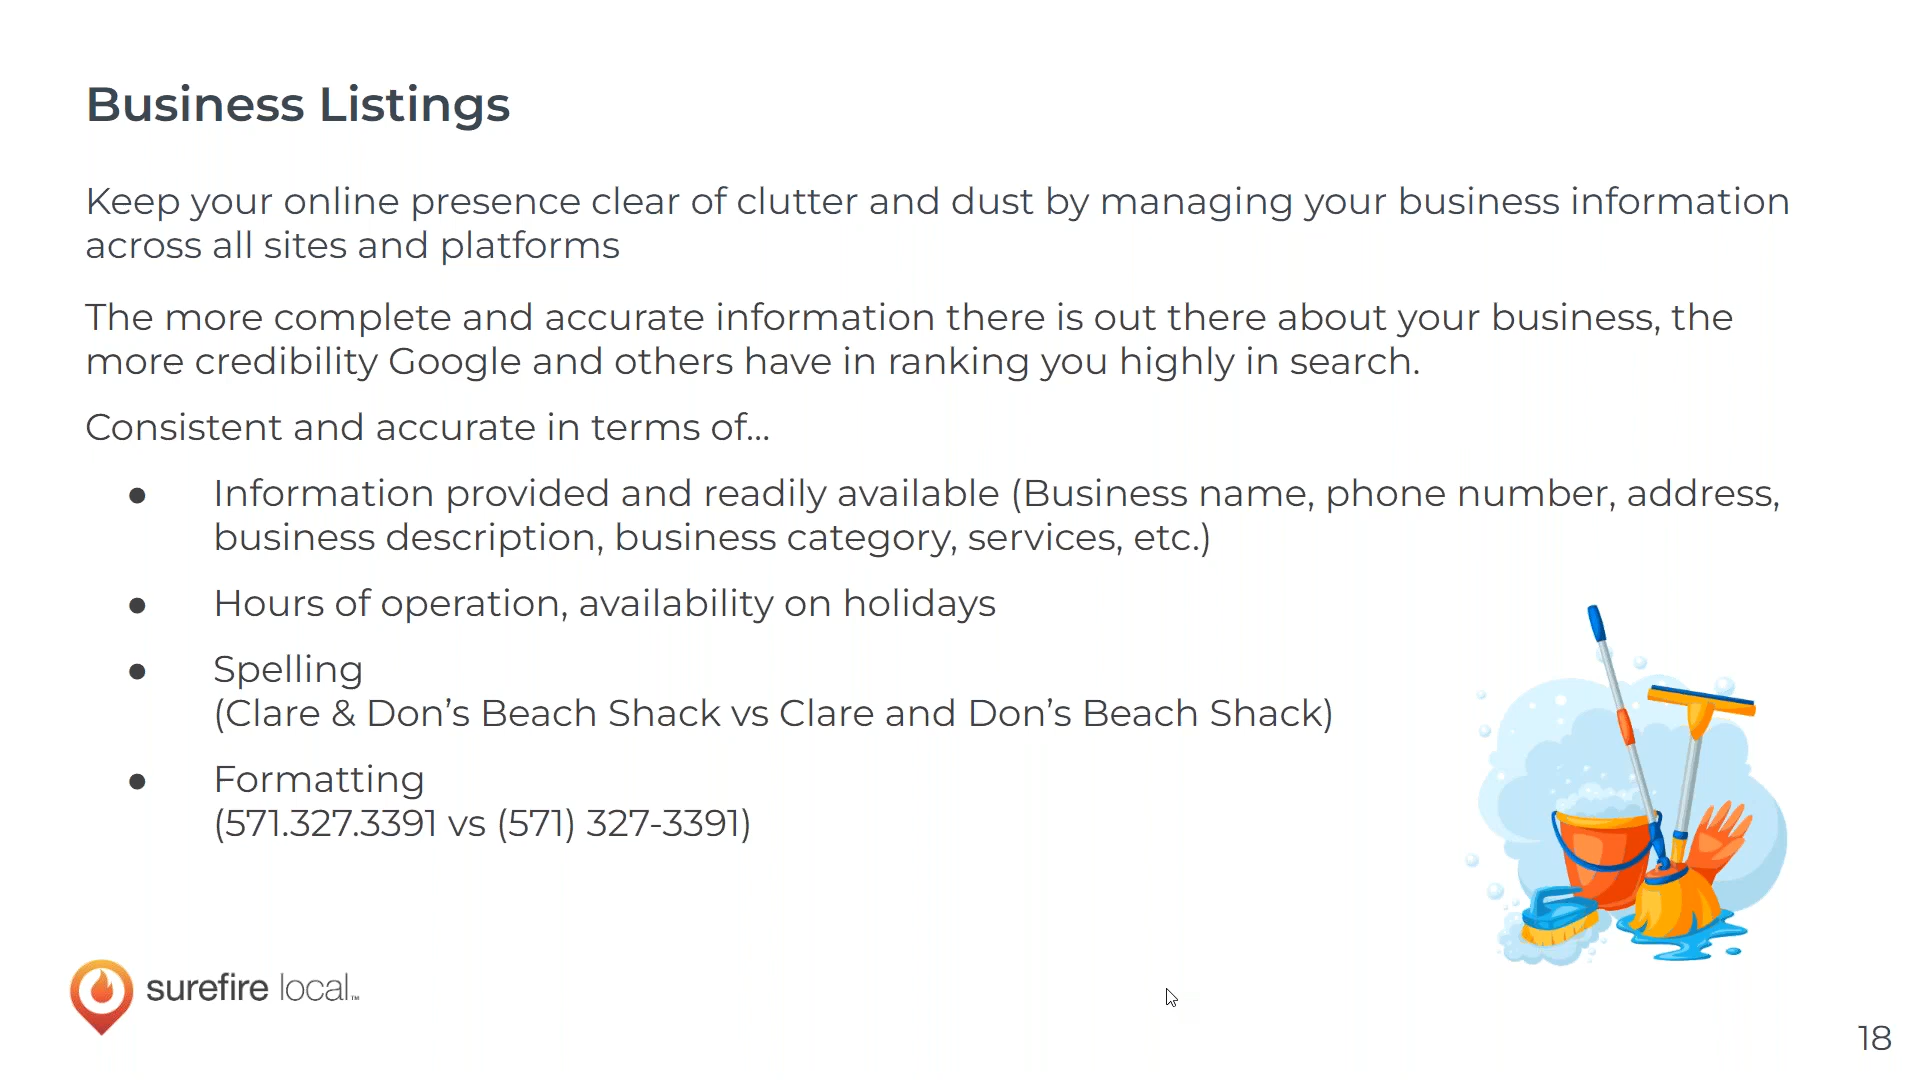 Business Listings
Keep your online presence clear of clutter and dust by managing your business information
across all sites and platforms
The more complete and accurate information there is out there about your business, the
more credibility Google and others have in ranking you highly in search.
Consistent and accurate in terms of...
● Information provided and readily available (Business name, phone number, address,
business description, business category, services, etc.)
● Hours of operation, availability on holidays
● Spelling
(Clare & Don's Beach Shack vs Clare and Don's Beach Shack)
● Formatting
(571.327.3391 vs (571) 327-3391)
surefire local™
18